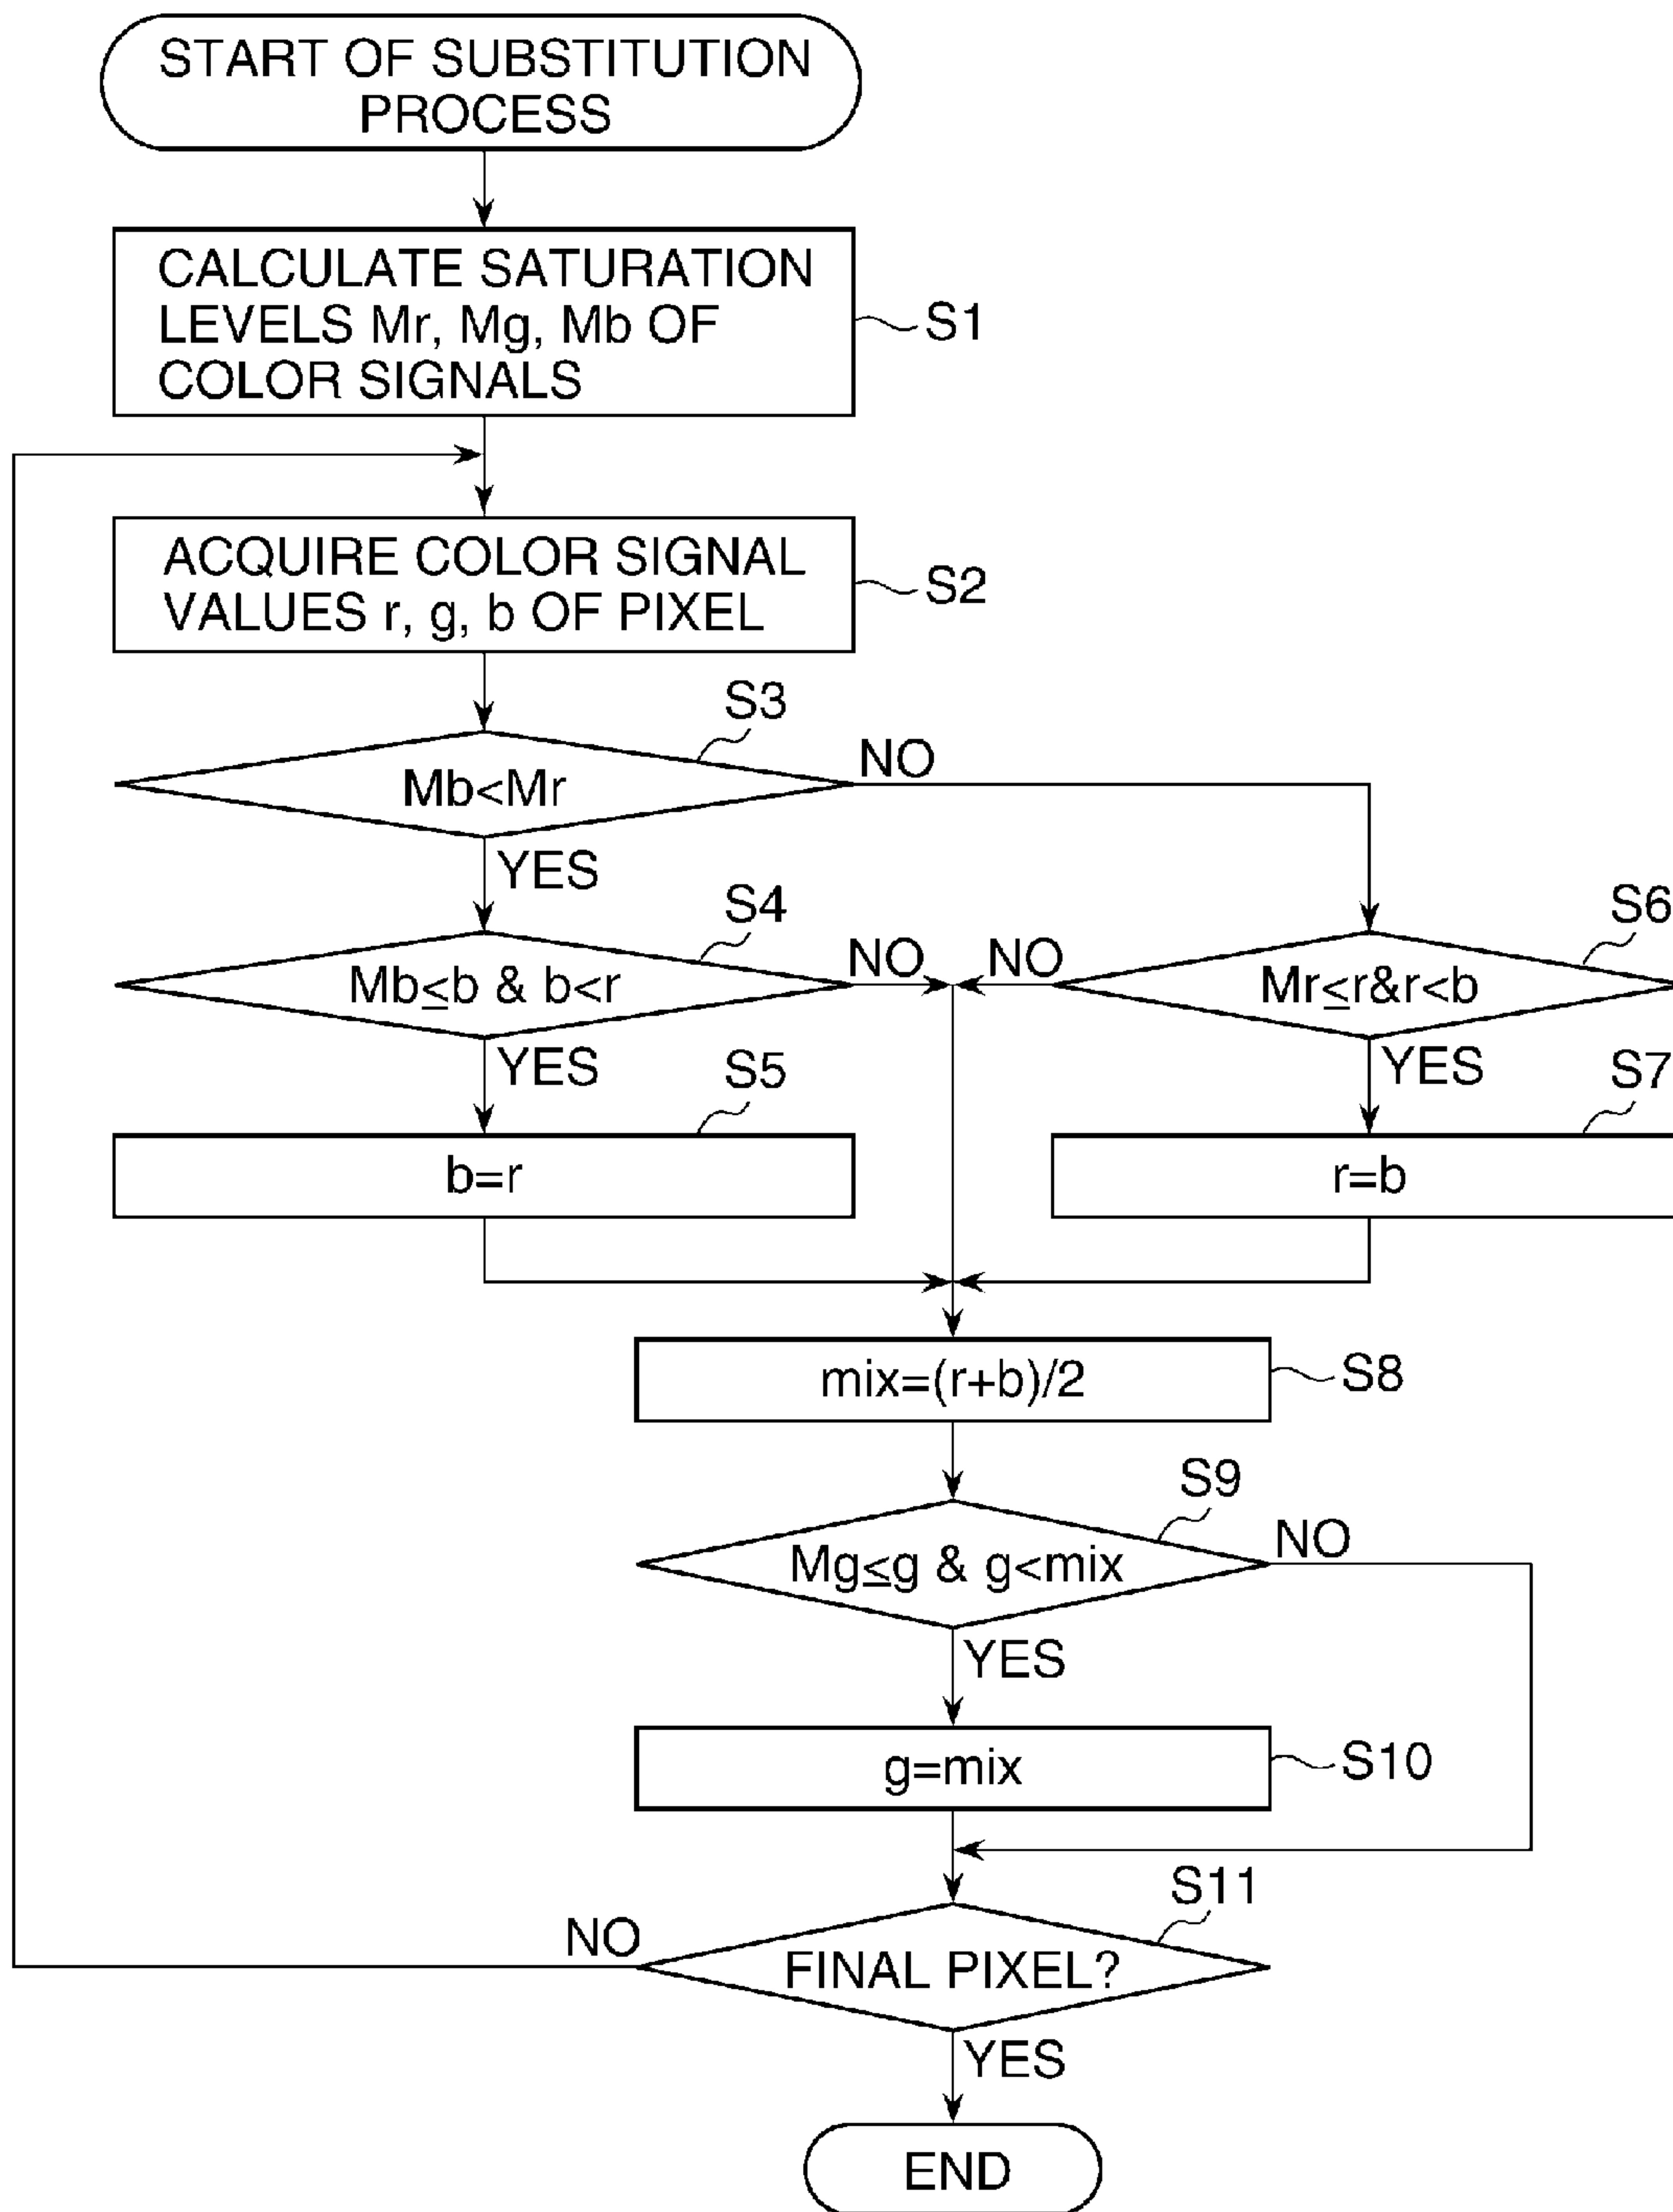 START OF SUBSTITUTION
PROCESS
CALCULATE SATURATION
LEVELS Mr, Mg, Mb OF
COLOR SIGNALS
S1
ACQUIRE COLOR SIGNAL
VALUES r, g, b OF PIXEL
S2
S3
Mb<Mr
NO
YES
S4
Mb≤b & b<r
NO
YES
S6
Mr≤r&r<b
NO
YES
S5
b=r
S7
r=b
mix=(r+b)/2
S8
S9
Mg≤g & g<mix
NO
YES
g=mix
S10
S11
FINAL PIXEL?
NO
YES
END